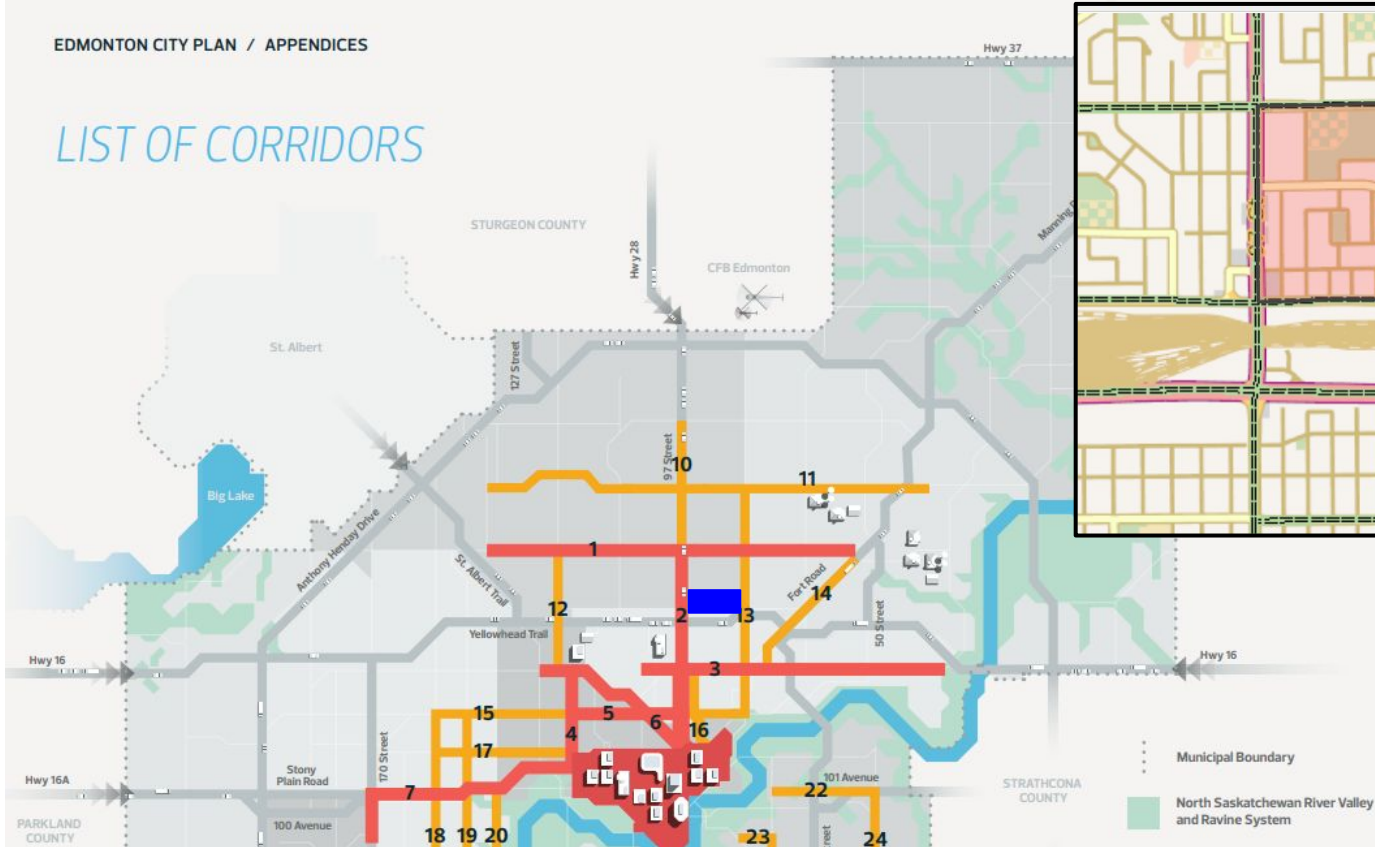 EDMONTON CITY PLAN / APPENDICES
LIST OF CORRIDORS
Hwy 37
STURGEON COUNTY
Hwy 28
CFB Edmonton
St. Albert
127 Street
97 Street
10
11
Big Lake
Anthony Henday Drive
1
St. Albert Trail
Fort Road
14
12
2
13
Yellowhead Trail
50 Street
Hwy 16
3
Hwy 16
15
5
6
4
16
17
170 Street
Municipal Boundary
Hwy 16A
Stony
Plain Road
7
101 Avenue
22
STRATHCONA
COUNTY
North Saskatchewan River Valley
and Ravine System
PARKLAND
COUNTY
100 Avenue
18
19
20
23
24